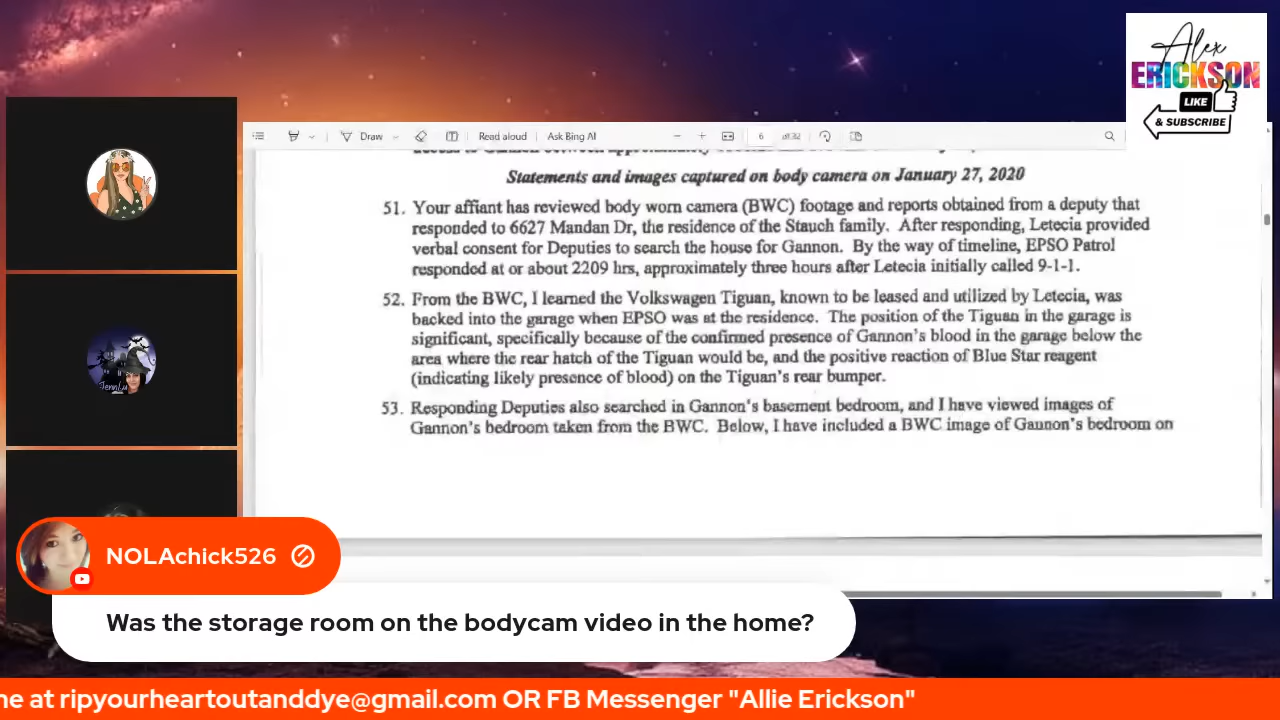 Alex
ERICKSON
LIKE
& SUBSCRIBE
Draw
Read aloud
Ask Bing AI
6
of 32
Statements and images captured on body camera on January 27, 2020
51. Your affiant has reviewed body worn camera (BWC) footage and reports obtained from a deputy that
responded to 6627 Mandan Dr, the residence of the Stauch family. After responding, Letecia provided
verbal consent for Deputies to search the house for Gannon. By the way of timeline, EPSO Patrol
responded at or about 2209 hrs, approximately three hours after Letecia initially called 9-1-1.
52. From the BWC, I learned the Volkswagen Tiguan, known to be leased and utilized by Letecia, was
backed into the garage when EPSO was at the residence. The position of the Tiguan in the garage is
significant, specifically because of the confirmed presence of Gannon's blood in the garage below the
area where the rear hatch of the Tiguan would be, and the positive reaction of Blue Star reagent
(indicating likely presence of blood) on the Tiguan's rear bumper.
53. Responding Deputies also searched in Gannon's basement bedroom, and I have viewed images of
Gannon's bedroom taken from the BWC. Below, I have included a BWC image of Gannon's bedroom on
NOLAchick526
Was the storage room on the bodycam video in the home?
ne at ripyourheartoutanddye@gmail.com OR FB Messenger "Allie Erickson"